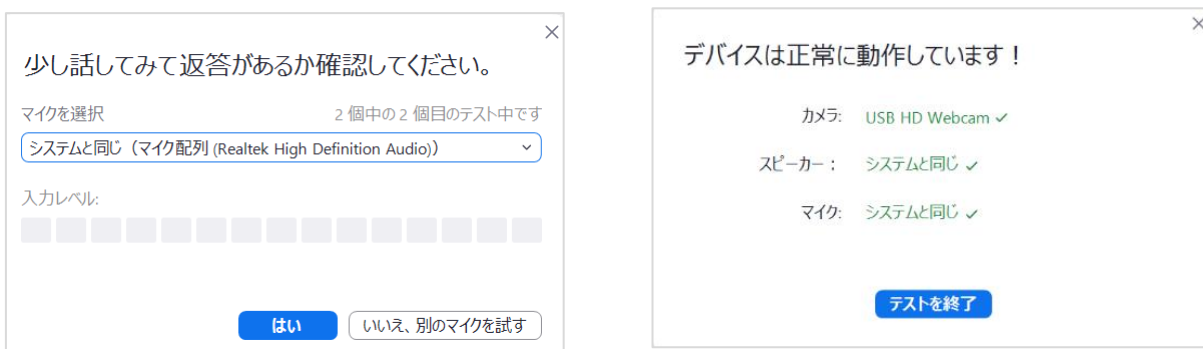 少し話してみて返答があるか確認してください。
マイクを選択
2 個中の 2 個目のテスト中です
システムと同じ（マイク配列 (Realtek High Definition Audio)）
入力レベル:
はい
いいえ、別のマイクを試す
デバイスは正常に動作しています！
カメラ: USB HD Webcam ✓
スピーカー： システムと同じ ✓
マイク: システムと同じ ✓
テストを終了